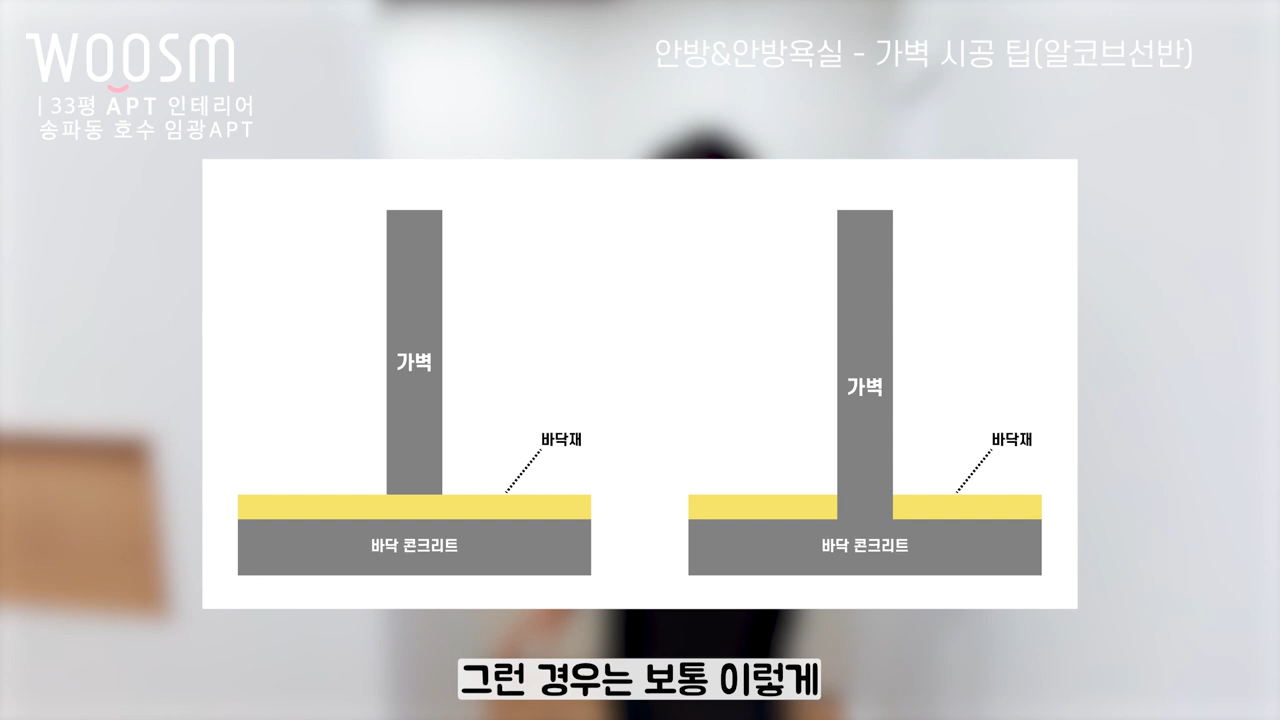 WOOSM
| 33평 APT 인테리어
송파동 호수 임광APT
안방&안방욕실 - 가벽 시공 팁(알코브선반)
가벽
바닥재
바닥 콘크리트
가벽
바닥재
바닥 콘크리트
그런 경우는 보통 이렇게